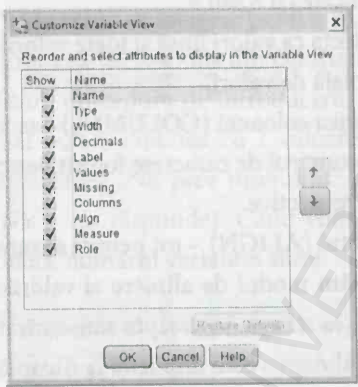 Customize Variable View
Reorder and select attributes to display in the Variable View
Show Name
Name
Type
Width
Decimals
Label
Values
Missing
Columns
Align
Measure
Role
Restore Defaults
OK Cancel Help